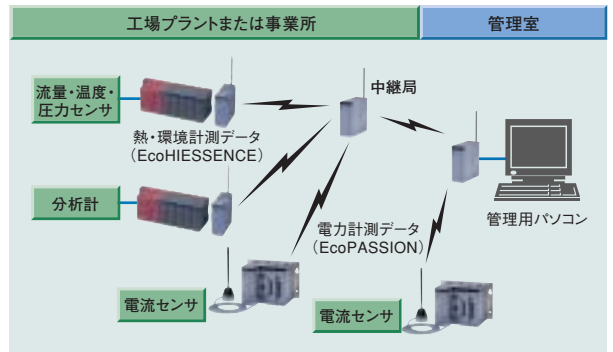 工場プラントまたは事業所
管理室
流量・温度・
圧力センサ
中継局
熱・環境計測データ
(EcoHIESSENCE)
分析計
管理用パソコン
電力計測データ
(EcoPASSION)
電流センサ
電流センサ